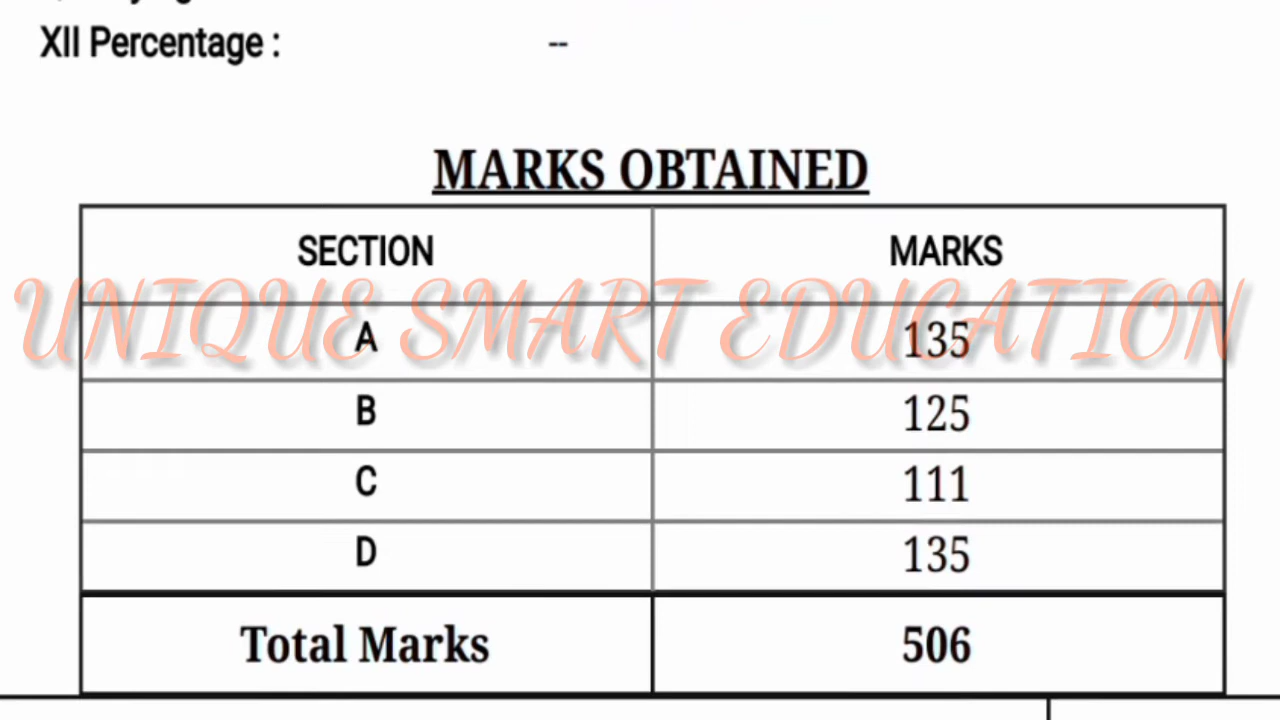 XII Percentage : --
MARKS OBTAINED
SECTION MARKS
UNIQUE SMART EDUCATION
A 135
B 125
C 111
D 135
Total Marks 506